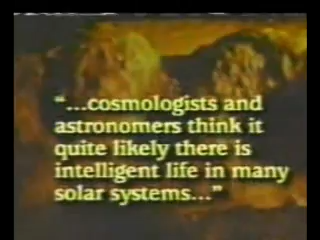 "...cosmologists and
astronomers think it
quite likely there is
intelligent life in many
solar systems..."